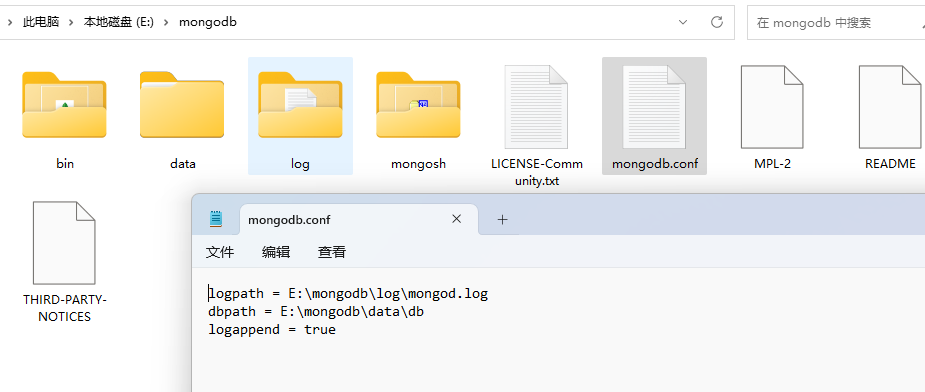 此电脑 > 本地磁盘 (E:) > mongodb
在 mongodb 中搜索
bin
data
log
mongosh
LICENSE-Comm
unity.txt
mongodb.conf
MPL-2
README
THIRD-PARTY-
NOTICES
mongodb.conf
文件 编辑 查看
logpath = E:\mongodb\log\mongod.log
dbpath = E:\mongodb\data\db
logappend = true